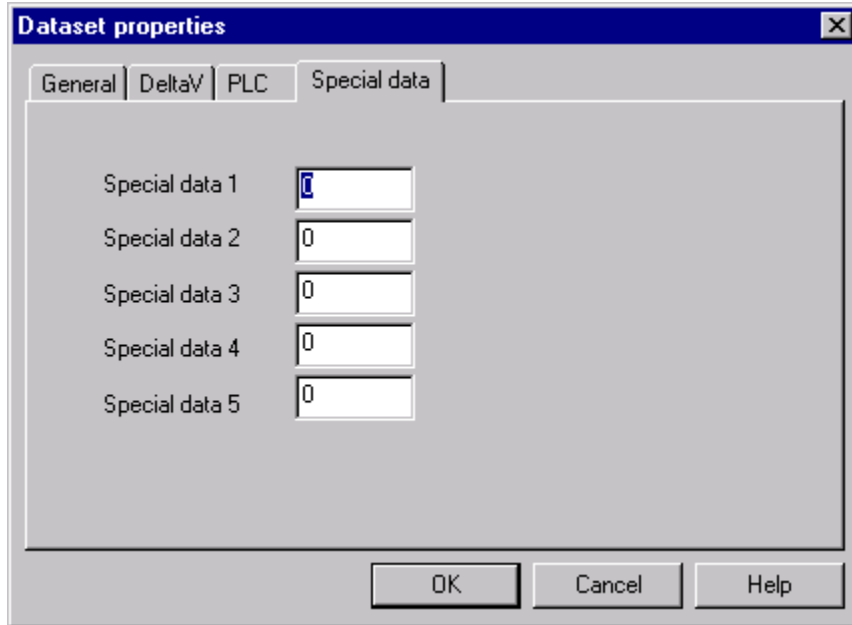 Dataset properties
General DeltaV PLC Special data
Special data 1 0
Special data 2 0
Special data 3 0
Special data 4 0
Special data 5 0
OK Cancel Help